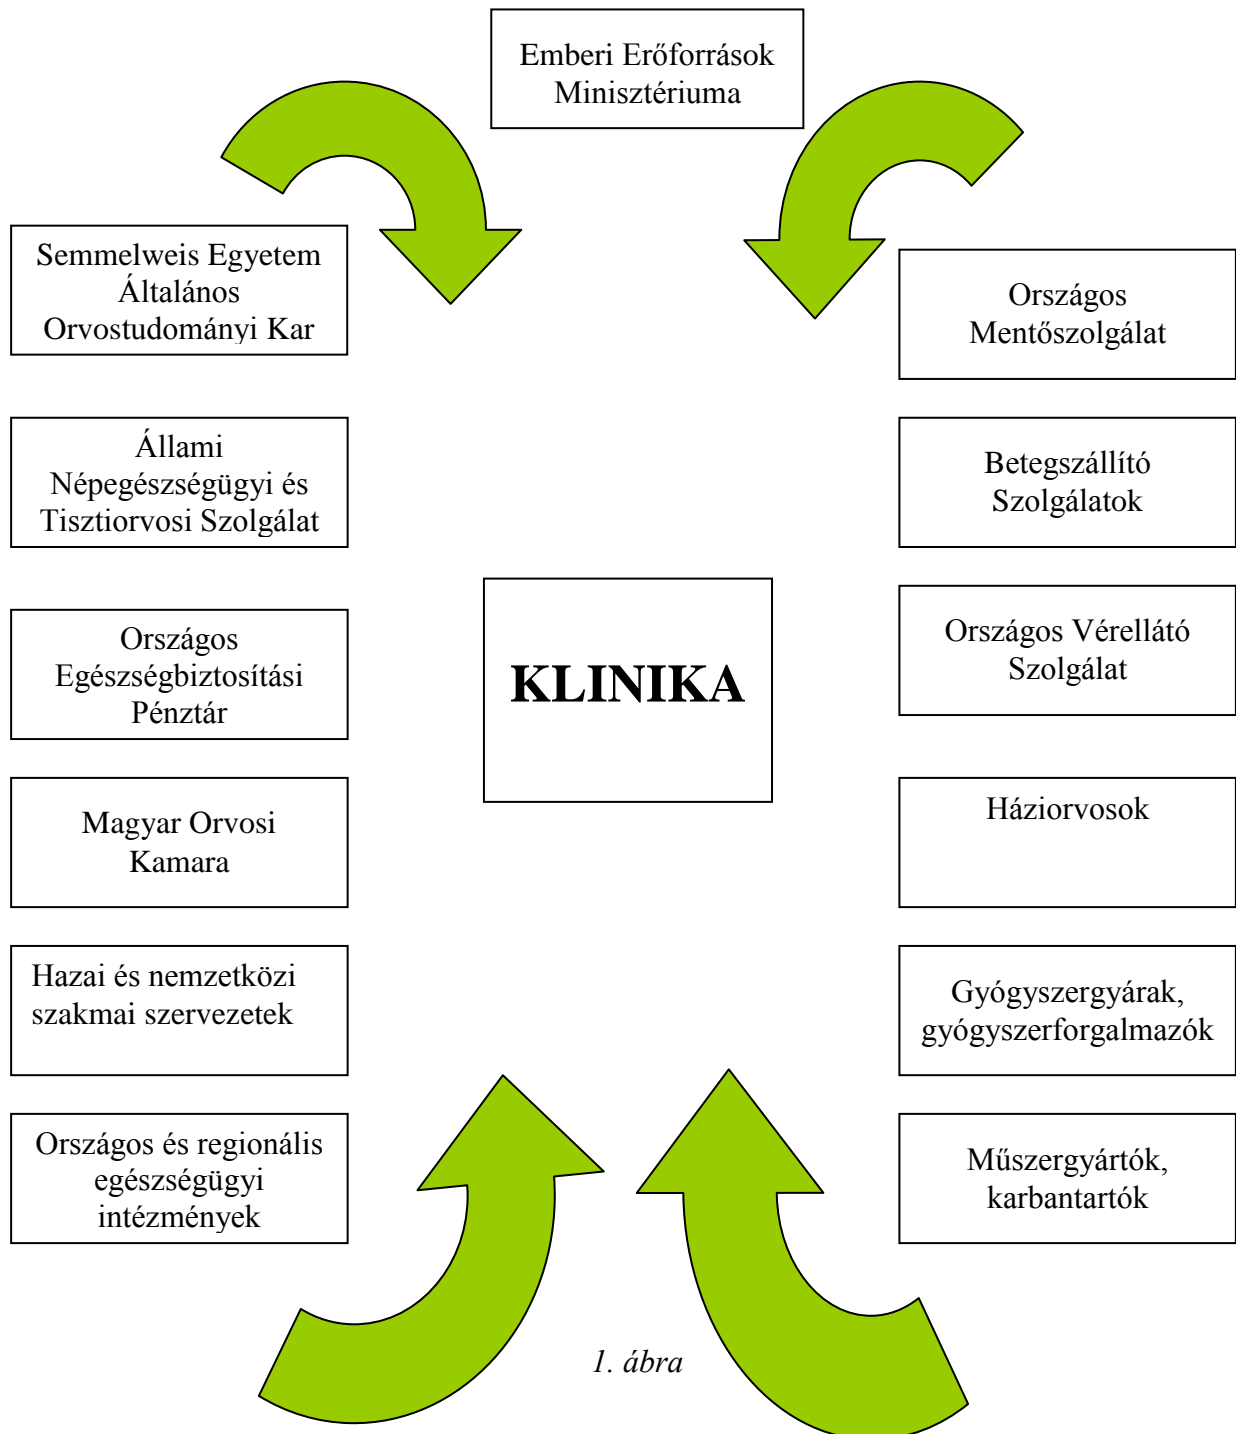 Emberi Erőforrások
Minisztériuma
Semmelweis Egyetem
Általános
Orvostudományi Kar
Állami
Népegészségügyi és
Tisztiorvosi Szolgálat
Országos
Egészségbiztosítási
Pénztár
Magyar Orvosi
Kamara
Hazai és nemzetközi
szakmai szervezetek
Országos és regionális
egészségügyi
intézmények
KLINIKA
Országos
Mentőszolgálat
Betegszállító
Szolgálatok
Országos Vérellátó
Szolgálat
Háziorvosok
Gyógyszergyárak,
gyógyszerforgalmazók
Műszergyártók,
karbantartók
1. ábra